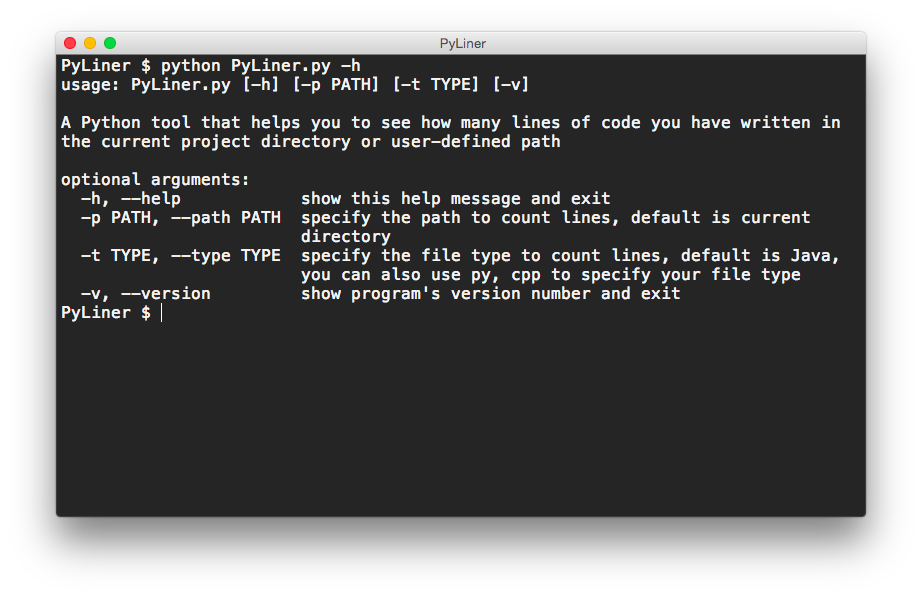 PyLiner
PyLiner $ python PyLiner.py -h
usage: PyLiner.py [-h] [-p PATH] [-t TYPE] [-v]
A Python tool that helps you to see how many lines of code you have written in
the current project directory or user-defined path
optional arguments:
-h, --help show this help message and exit
-p PATH, --path PATH specify the path to count lines, default is current
directory
-t TYPE, --type TYPE specify the file type to count lines, default is Java,
you can also use py, cpp to specify your file type
-v, --version show program's version number and exit
PyLiner $